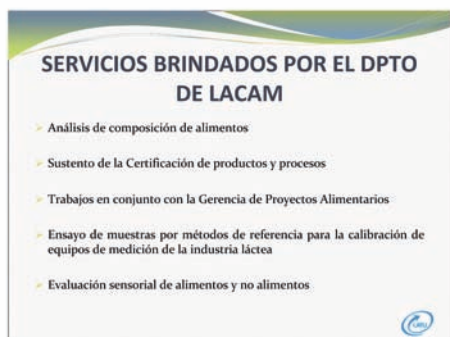 SERVICIOS BRINDADOS POR EL DPTO
DE LACAM
Análisis de composición de alimentos
Sustento de la Certificación de productos y procesos
Trabajos en conjunto con la Gerencia de Proyectos Alimentarios
Ensayo de muestras por métodos de referencia para la calibración de
equipos de medición de la industria láctea
Evaluación sensorial de alimentos y no alimentos